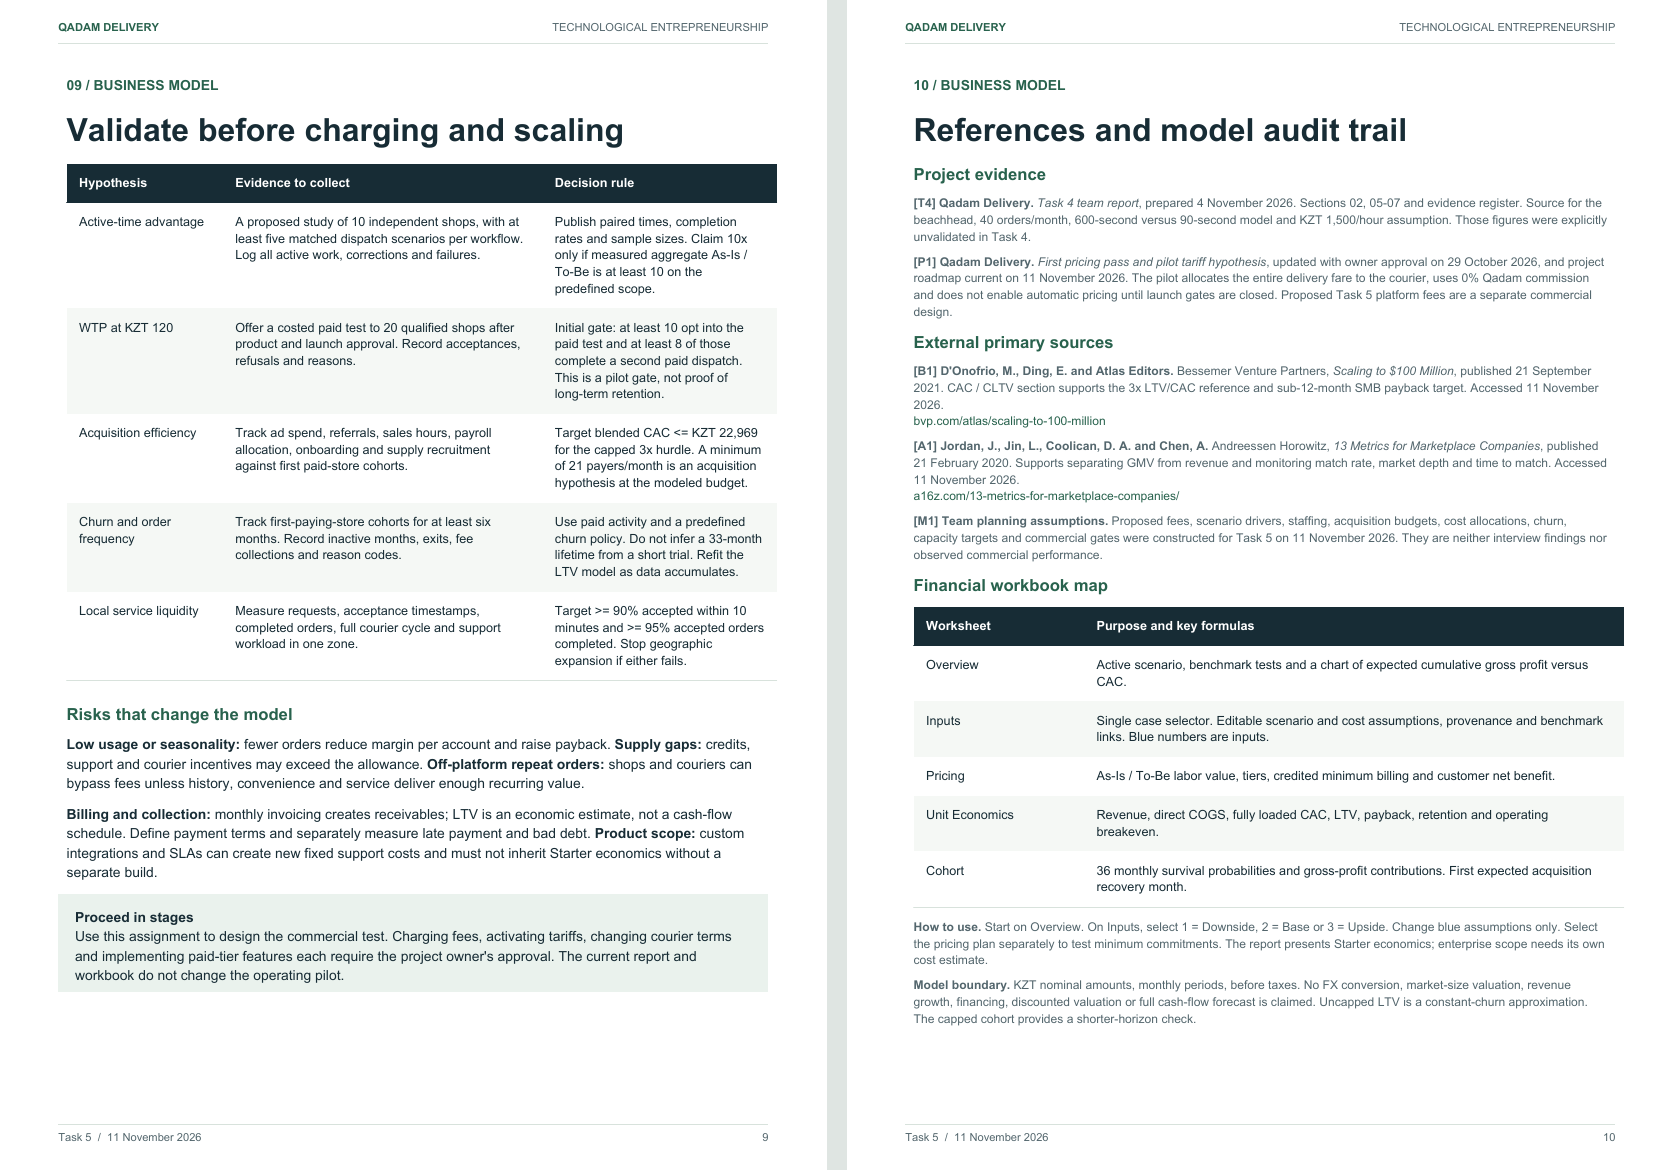 QADAM DELIVERY
TECHNOLOGICAL ENTREPRENEURSHIP
09 / BUSINESS MODEL
Validate before charging and scaling
Hypothesis
Evidence to collect
Decision rule
Active-time advantage
A proposed study of 10 independent shops, with at
least five matched dispatch scenarios per workflow.
Log all active work, corrections and failures.
Publish paired times, completion
rates and sample sizes. Claim 10x
only if measured aggregate As-Is /
To-Be is at least 10 on the
predefined scope.
WTP at KZT 120
Offer a costed paid test to 20 qualified shops after
product and launch approval. Record acceptances,
refusals and reasons.
Initial gate: at least 10 opt into the
paid test and at least 8 of those
complete a second paid dispatch.
This is a pilot gate, not proof of
long-term retention.
Acquisition efficiency
Track ad spend, referrals, sales hours, payroll
allocation, onboarding and supply recruitment
against first paid-store cohorts.
Target blended CAC <= KZT 22,969
for the capped 3x hurdle. A minimum
of 21 payers/month is an acquisition
hypothesis at the modeled budget.
Churn and order
frequency
Track first-paying-store cohorts for at least six
months. Record inactive months, exits, fee
collections and reason codes.
Use paid activity and a predefined
churn policy. Do not infer a 33-month
lifetime from a short trial. Refit the
LTV model as data accumulates.
Local service liquidity
Measure requests, acceptance timestamps,
completed orders, full courier cycle and support
workload in one zone.
Target >= 90% accepted within 10
minutes and >= 95% accepted orders
completed. Stop geographic
expansion if either fails.
Risks that change the model
Low usage or seasonality: fewer orders reduce margin per account and raise payback. Supply gaps: credits,
support and courier incentives may exceed the allowance. Off-platform repeat orders: shops and couriers can
bypass fees unless history, convenience and service deliver enough recurring value.
Billing and collection: monthly invoicing creates receivables; LTV is an economic estimate, not a cash-flow
schedule. Define payment terms and separately measure late payment and bad debt. Product scope: custom
integrations and SLAs can create new fixed support costs and must not inherit Starter economics without a
separate build.
Proceed in stages
Use this assignment to design the commercial test. Charging fees, activating tariffs, changing courier terms
and implementing paid-tier features each require the project owner's approval. The current report and
workbook do not change the operating pilot.
Task 5 / 11 November 2026
9
QADAM DELIVERY
TECHNOLOGICAL ENTREPRENEURSHIP
10 / BUSINESS MODEL
References and model audit trail
Project evidence
[T4] Qadam Delivery. Task 4 team report, prepared 4 November 2026. Sections 02, 05-07 and evidence register. Source for the
beachhead, 40 orders/month, 600-second versus 90-second model and KZT 1,500/hour assumption. Those figures were explicitly
unvalidated in Task 4.
[P1] Qadam Delivery. First pricing pass and pilot tariff hypothesis, updated with owner approval on 29 October 2026, and project
roadmap current on 11 November 2026. The pilot allocates the entire delivery fare to the courier, uses 0% Qadam commission
and does not enable automatic pricing until launch gates are closed. Proposed Task 5 platform fees are a separate commercial
design.
External primary sources
[B1] D'Onofrio, M., Ding, E. and Atlas Editors. Bessemer Venture Partners, Scaling to $100 Million, published 21 September
2021. CAC / CLTV section supports the 3x LTV/CAC reference and sub-12-month SMB payback target. Accessed 11 November
2026.
bvp.com/atlas/scaling-to-100-million
[A1] Jordan, J., Jin, L., Coolican, D. A. and Chen, A. Andreessen Horowitz, 13 Metrics for Marketplace Companies, published
21 February 2020. Supports separating GMV from revenue and monitoring match rate, market depth and time to match. Accessed
11 November 2026.
a16z.com/13-metrics-for-marketplace-companies/
[M1] Team planning assumptions. Proposed fees, scenario drivers, staffing, acquisition budgets, cost allocations, churn,
capacity targets and commercial gates were constructed for Task 5 on 11 November 2026. They are neither interview findings nor
observed commercial performance.
Financial workbook map
Worksheet
Purpose and key formulas
Overview
Active scenario, benchmark tests and a chart of expected cumulative gross profit versus
CAC.
Inputs
Single case selector. Editable scenario and cost assumptions, provenance and benchmark
links. Blue numbers are inputs.
Pricing
As-Is / To-Be labor value, tiers, credited minimum billing and customer net benefit.
Unit Economics
Revenue, direct COGS, fully loaded CAC, LTV, payback, retention and operating
breakeven.
Cohort
36 monthly survival probabilities and gross-profit contributions. First expected acquisition
recovery month.
How to use. Start on Overview. On Inputs, select 1 = Downside, 2 = Base or 3 = Upside. Change blue assumptions only. Select
the pricing plan separately to test minimum commitments. The report presents Starter economics; enterprise scope needs its own
cost estimate.
Model boundary. KZT nominal amounts, monthly periods, before taxes. No FX conversion, market-size valuation, revenue
growth, financing, discounted valuation or full cash-flow forecast is claimed. Uncapped LTV is a constant-churn approximation.
The capped cohort provides a shorter-horizon check.
Task 5 / 11 November 2026
10